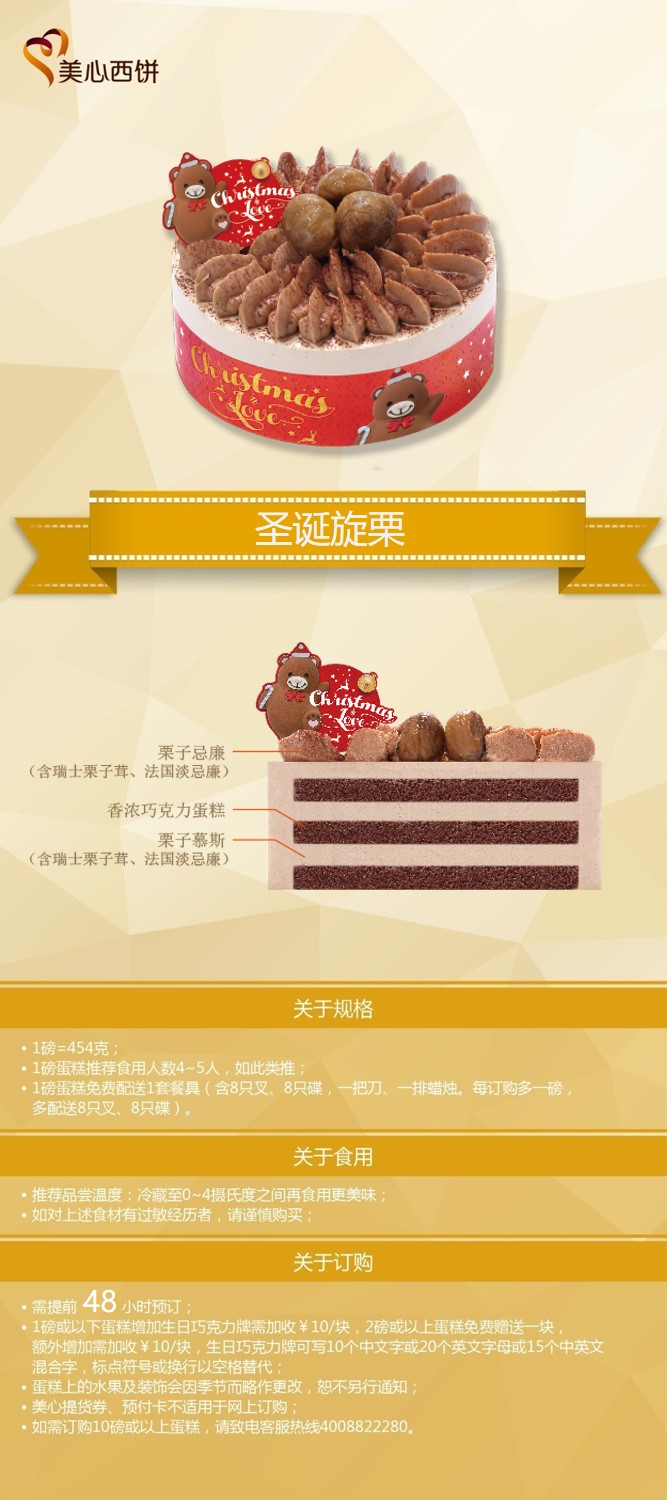 美心西饼
Christmas
Love
Christmas
Love
圣诞旋栗
Christmas
Love
栗子忌廉
（含瑞士栗子茸、法国淡忌廉）
香浓巧克力蛋糕
栗子慕斯
（含瑞士栗子茸、法国淡忌廉）
关于规格
• 1磅=454克；
• 1磅蛋糕推荐食用人数4~5人，如此类推；
• 1磅蛋糕免费配送1套餐具（含8只叉、8只碟，一把刀、一排蜡烛。每订购多一磅，
多配送8只叉、8只碟）。
关于食用
• 推荐品尝温度：冷藏至0~4摄氏度之间再食用更美味；
• 如对上述食材有过敏经历者，请谨慎购买；
关于订购
• 需提前 48 小时预订；
• 1磅或以下蛋糕增加生日巧克力牌需加收￥10/块，2磅或以上蛋糕免费赠送一块，
额外增加需加收￥10/块，生日巧克力牌可写10个中文字或20个英文字母或15个中英文
混合字，标点符号或换行以空格替代；
• 蛋糕上的水果及装饰会因季节而略作更改，恕不另行通知；
• 美心提货券、预付卡不适用于网上订购；
• 如需订购10磅或以上蛋糕，请致电客服热线4008822280。